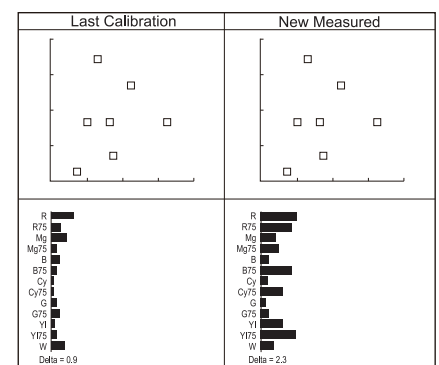 Last Calibration
New Measured
R
R75
Mg
Mg75
B
B75
Cy
Cy75
G
G75
Yl
Yl75
W
Delta = 0.9
R
R75
Mg
Mg75
B
B75
Cy
Cy75
G
G75
Yl
Yl75
W
Delta = 2.3